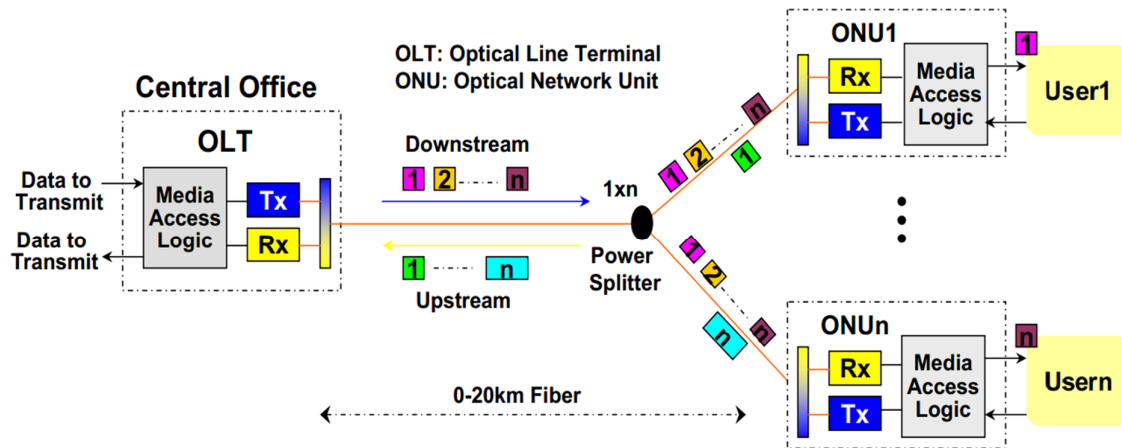 OLT: Optical Line Terminal
ONU: Optical Network Unit
Central Office
OLT
Data to
Transmit
Data to
Transmit
Media
Access
Logic
Tx
Rx
Downstream
1 2 n
1 n
Upstream
1xn
Power
Splitter
0-20km Fiber
1 2 n
1
1 2 n
n
ONU1
Rx
Tx
Media
Access
Logic
1
User1
ONUn
Rx
Tx
Media
Access
Logic
n
Usern